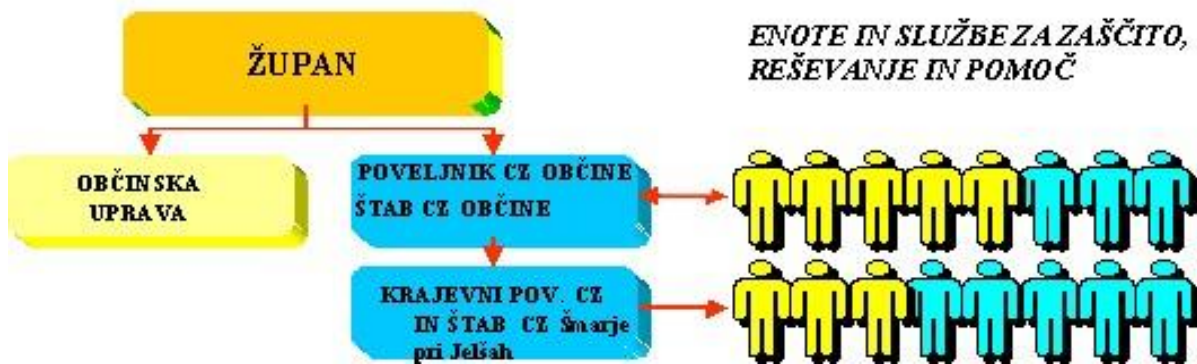 ŽUPAN
ENOTE IN SLUŽBE ZA ZAŠČITO,
REŠEVANJE IN POMOČ
OBČINSKA
UPRAVA
POVELJNIK CZ OBČINE
ŠTAB CZ OBČINE
KRAJEVNI POV. CZ
IN ŠTAB CZ Šmarje
pri Jelšah